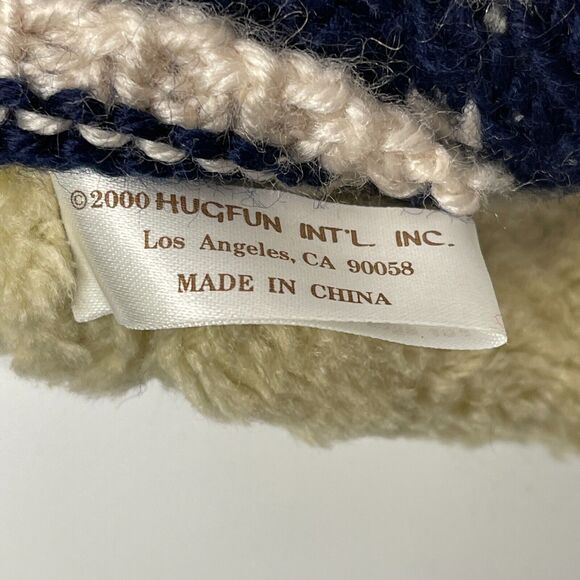 ©2000 HUGFUN INT'L. INC.
Los Angeles, CA 90058
MADE IN CHINA